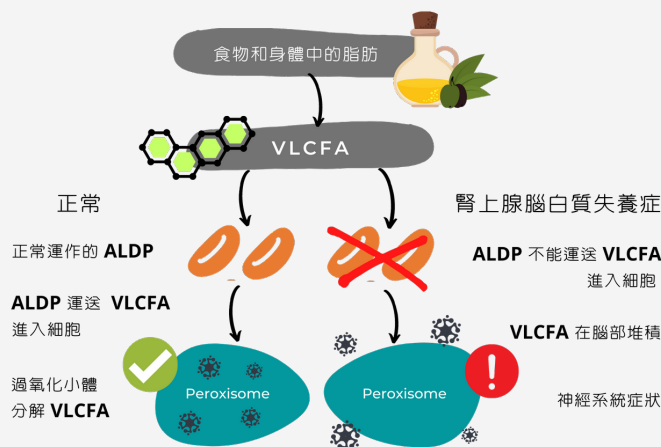 食物和身體中的脂肪
VLCFA
正常
正常運作的 ALDP
ALDP 運送 VLCFA
進入細胞
過氧化小體
分解 VLCFA
Peroxisome
腎上腺腦白質失養症
ALDP 不能運送 VLCFA
進入細胞
VLCFA 在腦部堆積
神經系統症狀
Peroxisome